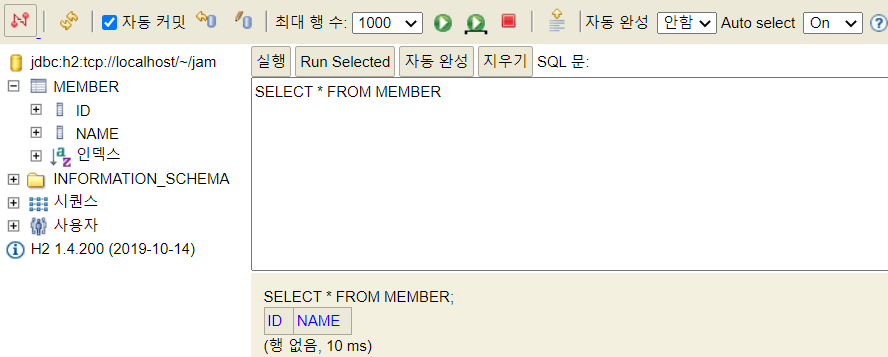 자동 커밋 최대 행 수: 1000 자동 완성 안함 Auto select On ?
jdbc:h2:tcp://localhost/~/jam
MEMBER
ID
NAME
인덱스
INFORMATION_SCHEMA
시퀀스
사용자
H2 1.4.200 (2019-10-14)
실행 Run Selected 자동 완성 지우기 SQL 문:
SELECT * FROM MEMBER
SELECT * FROM MEMBER;
ID NAME
(행 없음, 10 ms)